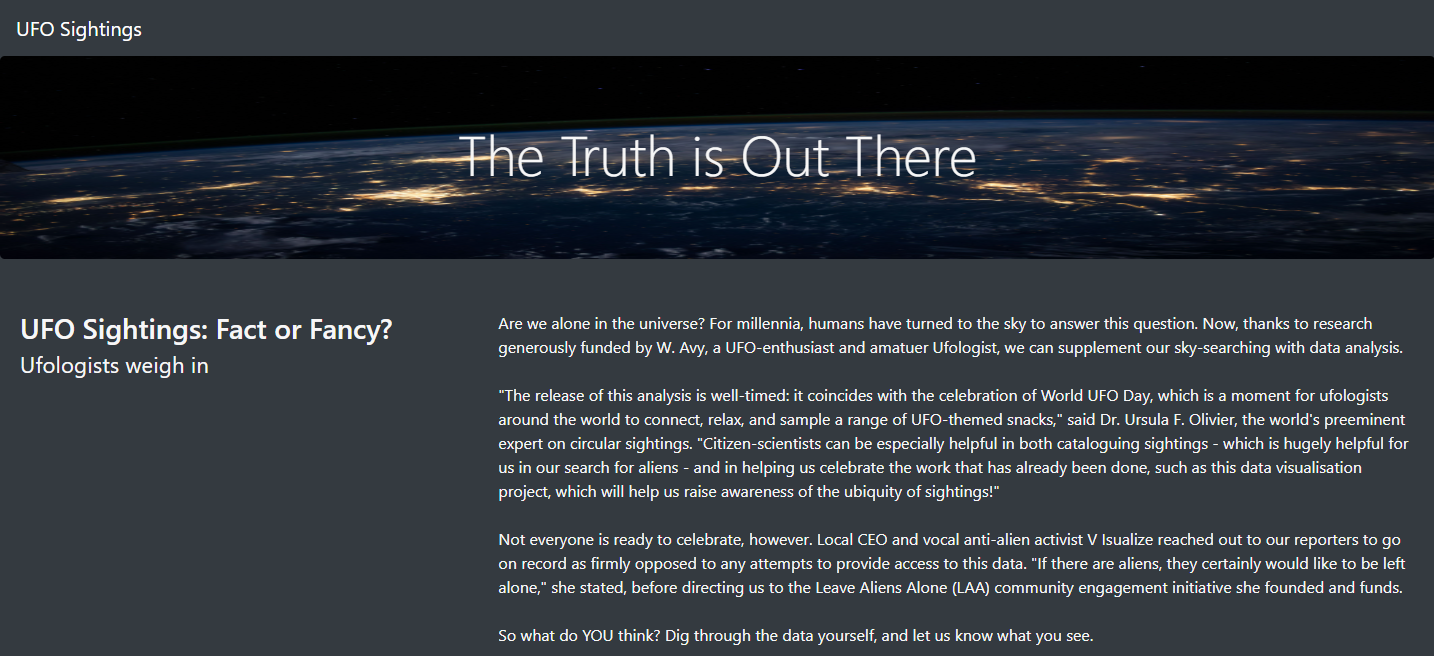 UFO Sightings
The Truth is Out There
UFO Sightings: Fact or Fancy?
Ufologists weigh in
Are we alone in the universe? For millennia, humans have turned to the sky to answer this question. Now, thanks to research
generously funded by W. Avy, a UFO-enthusiast and amatuer Ufologist, we can supplement our sky-searching with data analysis.
"The release of this analysis is well-timed: it coincides with the celebration of World UFO Day, which is a moment for ufologists
around the world to connect, relax, and sample a range of UFO-themed snacks," said Dr. Ursula F. Olivier, the world's preeminent
expert on circular sightings. "Citizen-scientists can be especially helpful in both cataloguing sightings - which is hugely helpful for
us in our search for aliens - and in helping us celebrate the work that has already been done, such as this data visualisation
project, which will help us raise awareness of the ubiquity of sightings!"
Not everyone is ready to celebrate, however. Local CEO and vocal anti-alien activist V Isualize reached out to our reporters to go
on record as firmly opposed to any attempts to provide access to this data. "If there are aliens, they certainly would like to be left
alone," she stated, before directing us to the Leave Aliens Alone (LAA) community engagement initiative she founded and funds.
So what do YOU think? Dig through the data yourself, and let us know what you see.